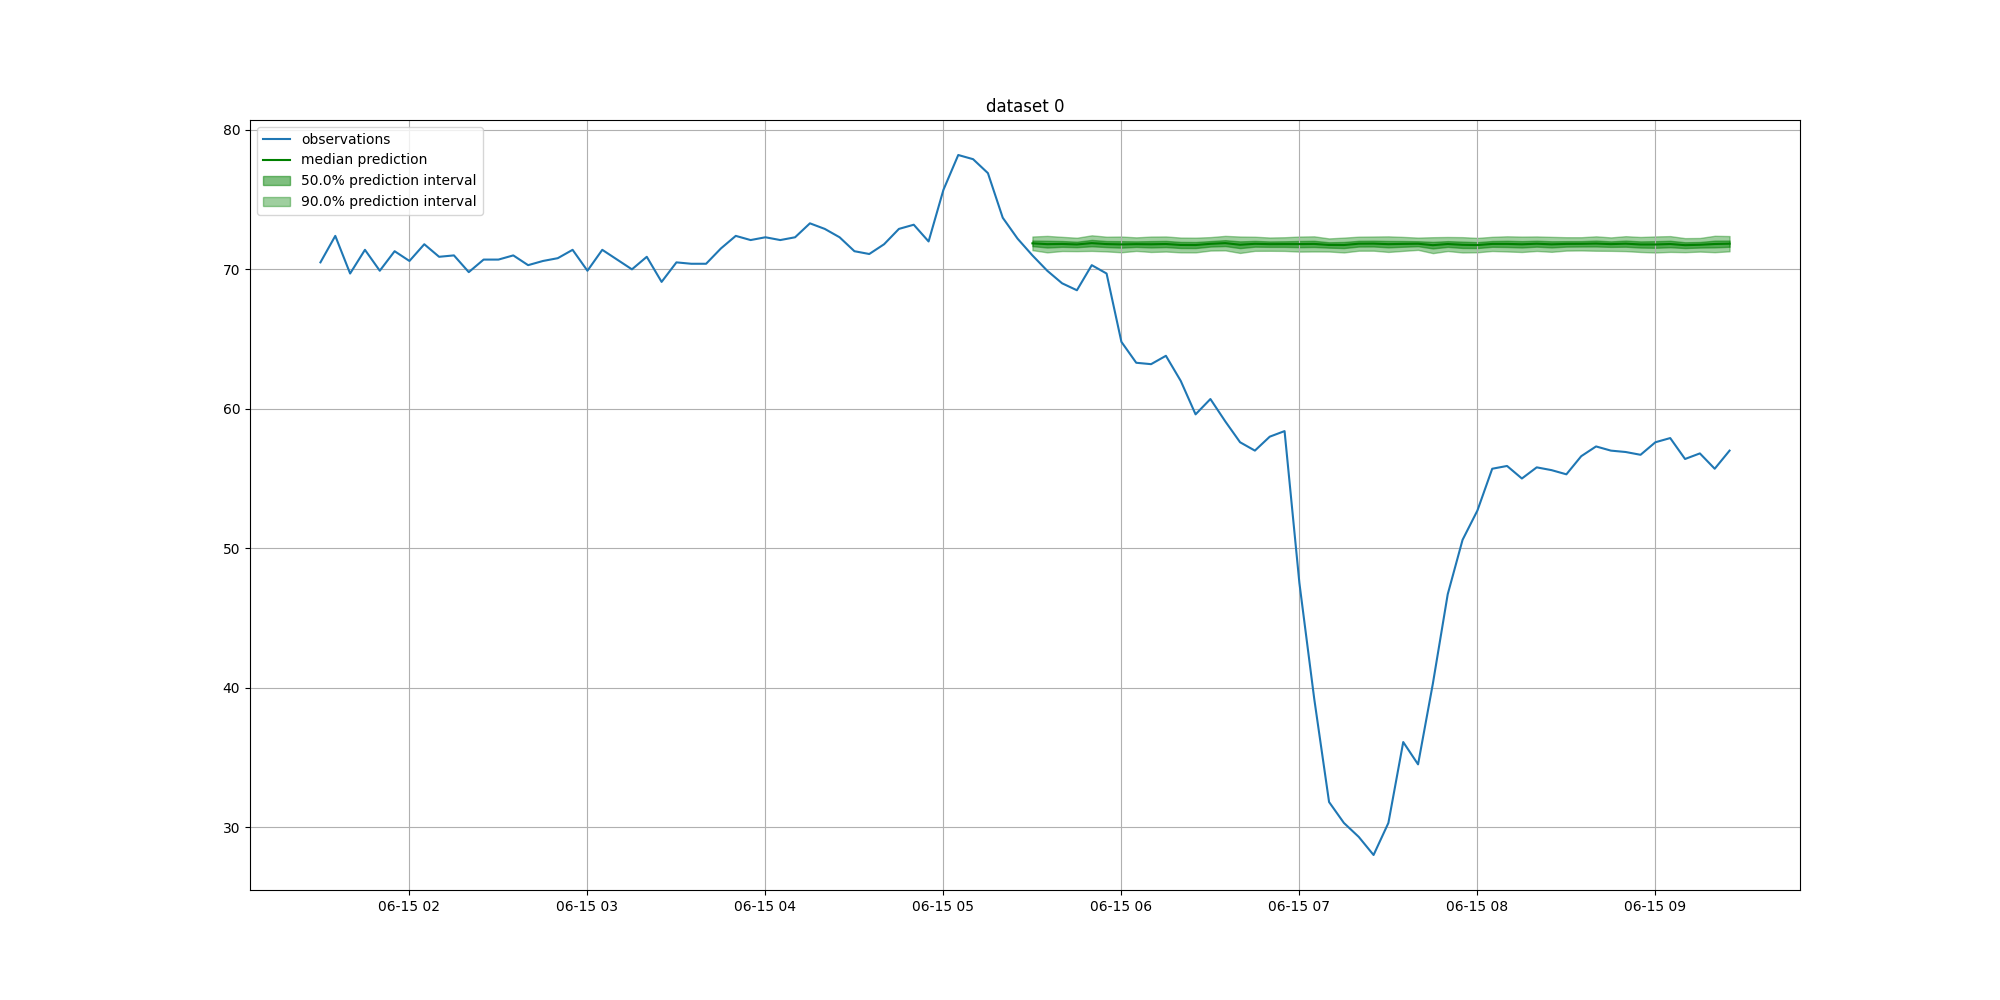 dataset 0
observations
median prediction
50.0% prediction interval
90.0% prediction interval
80
70
60
50
40
30
06-15 02
06-15 03
06-15 04
06-15 05
06-15 06
06-15 07
06-15 08
06-15 09